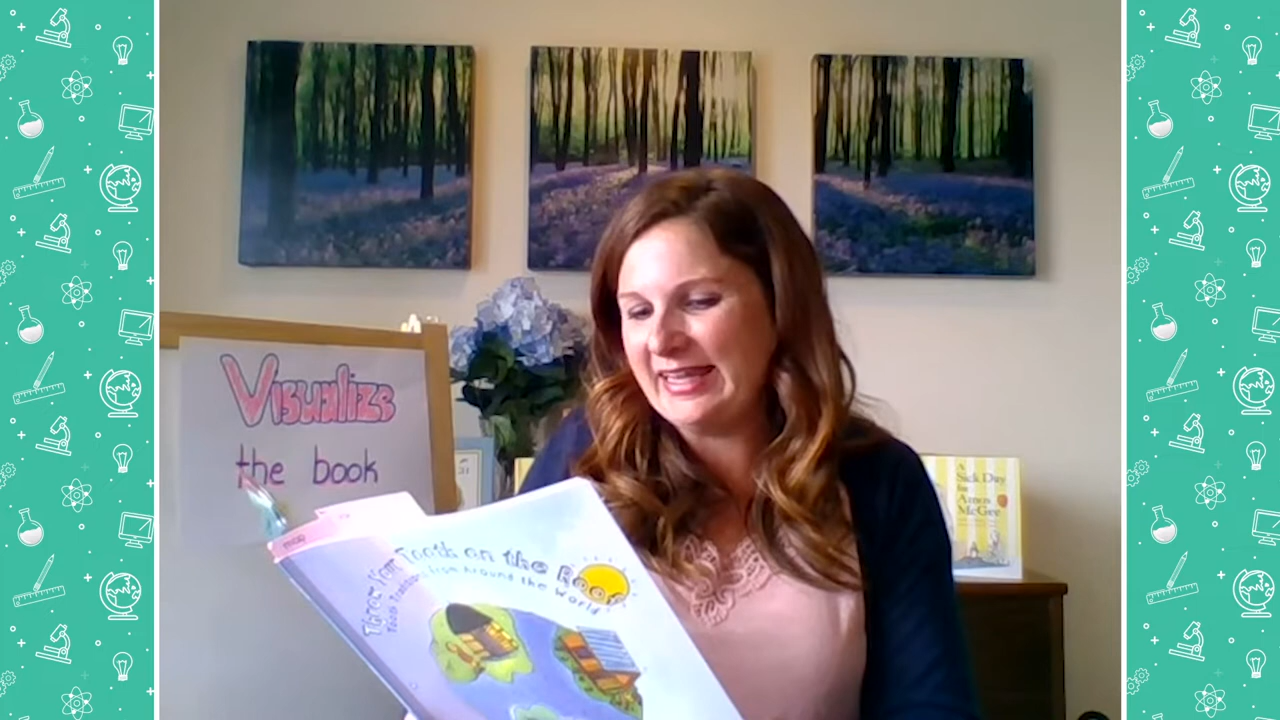 Visualize
the book
Throw Your Tooth on the Roof
Tooth Traditions from Around the World
A
Sick Day
for
Amos
McGee